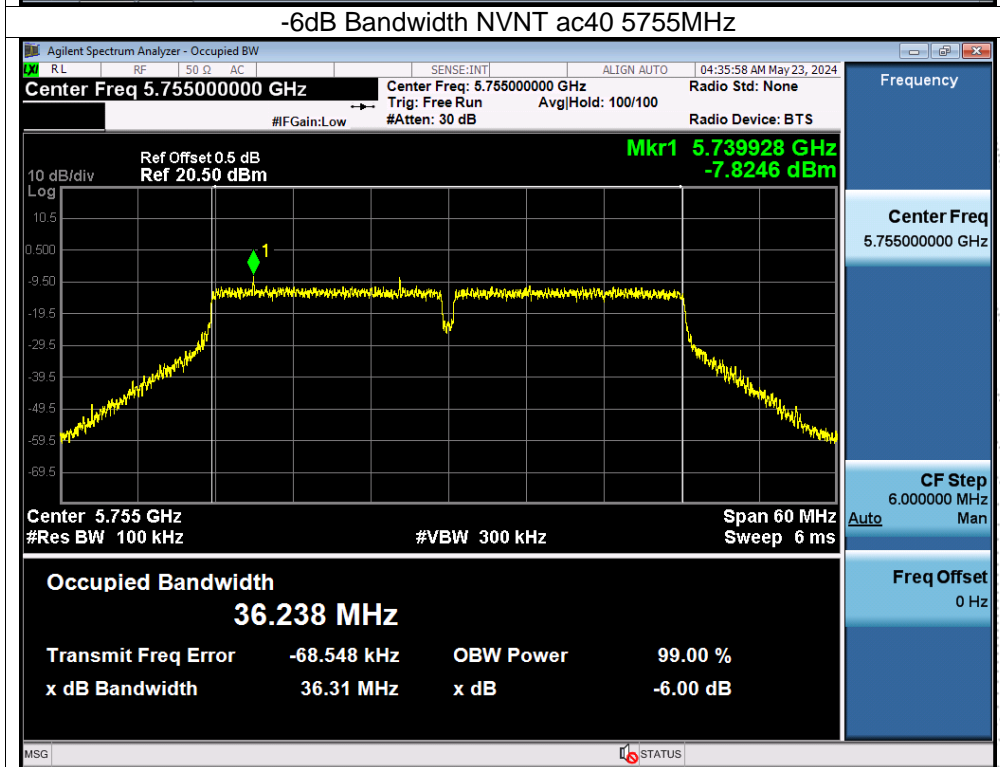 -6dB Bandwidth NVNT ac40 5755MHz
Agilent Spectrum Analyzer - Occupied BW
LXI RL RF 50 Ω AC SENSE:INT ALIGN AUTO 04:35:58 AM May 23, 2024
Center Freq 5.755000000 GHz
Center Freq: 5.755000000 GHz Radio Std: None
Trig: Free Run Avg|Hold: 100/100
#IFGain:Low #Atten: 30 dB Radio Device: BTS
Frequency
Mkr1 5.739928 GHz
-7.8246 dBm
Ref Offset 0.5 dB
10 dB/div Ref 20.50 dBm
Log
10.5
0.500
-9.50
-19.5
-29.5
-39.5
-49.5
-59.5
-69.5
1
Center 5.755 GHz Span 60 MHz
#Res BW 100 kHz #VBW 300 kHz Sweep 6 ms
Center Freq
5.755000000 GHz
CF Step
6.000000 MHz
Auto Man
Freq Offset
0 Hz
Occupied Bandwidth
36.238 MHz
Transmit Freq Error -68.548 kHz OBW Power 99.00 %
x dB Bandwidth 36.31 MHz x dB -6.00 dB
MSG STATUS